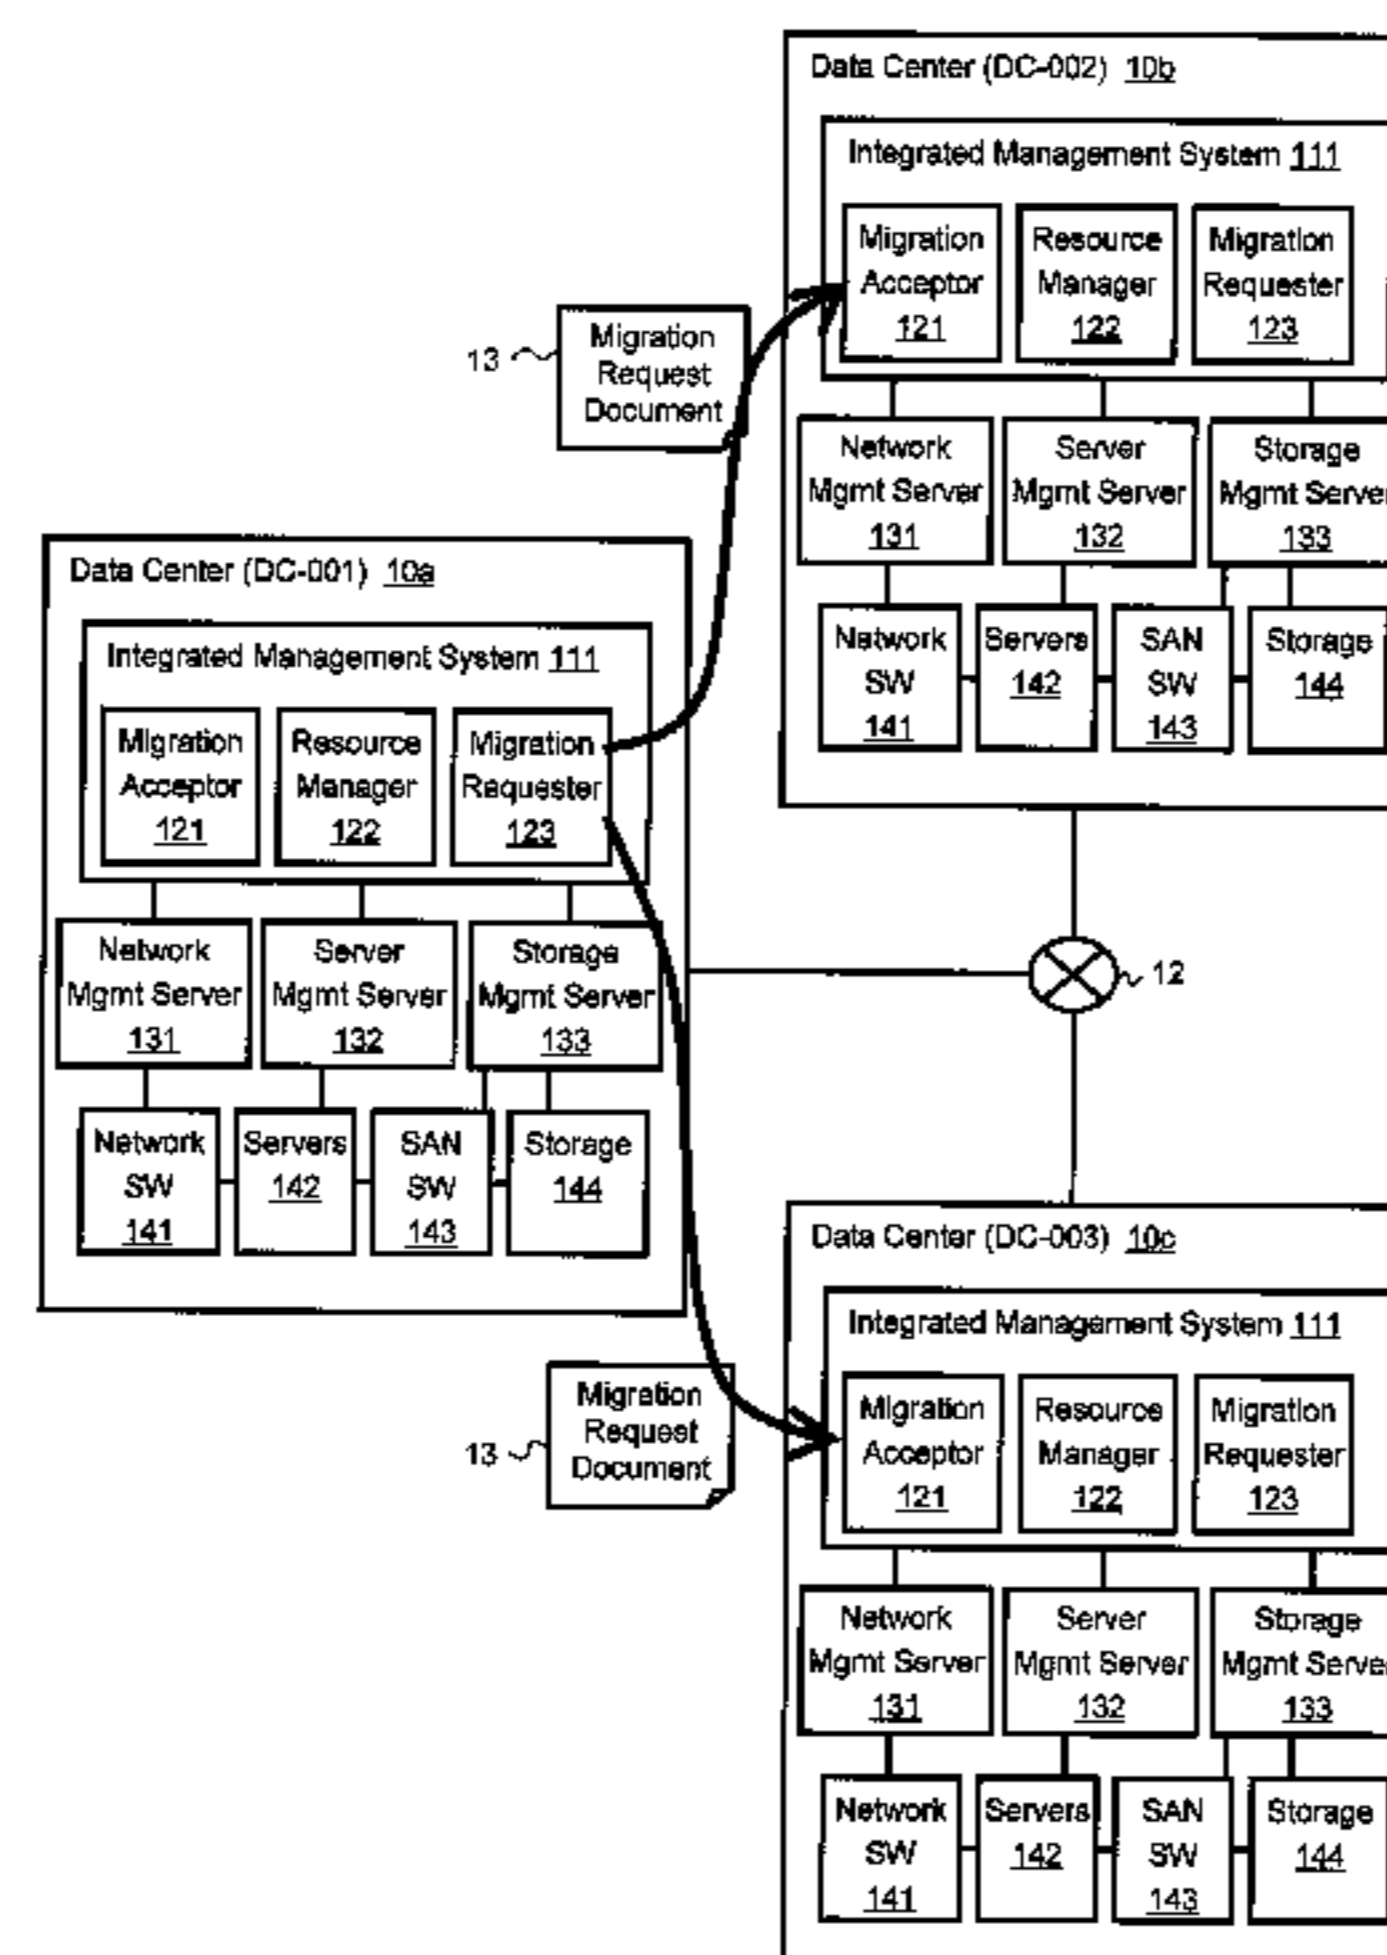 Data Center (DC-002) 10b
Integrated Management System 111
Migration
Acceptor
121
Resource
Manager
122
Migration
Requester
123
13
Migration
Request
Document
Network
Mgmt Server
131
Server
Mgmt Server
132
Storage
Mgmt Server
133
Network
SW
141
Servers
142
SAN
SW
143
Storage
144
Data Center (DC-001) 10a
Integrated Management System 111
Migration
Acceptor
121
Resource
Manager
122
Migration
Requester
123
Network
Mgmt Server
131
Server
Mgmt Server
132
Storage
Mgmt Server
133
Network
SW
141
Servers
142
SAN
SW
143
Storage
144
12
Data Center (DC-003) 10c
Integrated Management System 111
Migration
Acceptor
121
Resource
Manager
122
Migration
Requester
123
13
Migration
Request
Document
Network
Mgmt Server
131
Server
Mgmt Server
132
Storage
Mgmt Server
133
Network
SW
141
Servers
142
SAN
SW
143
Storage
144